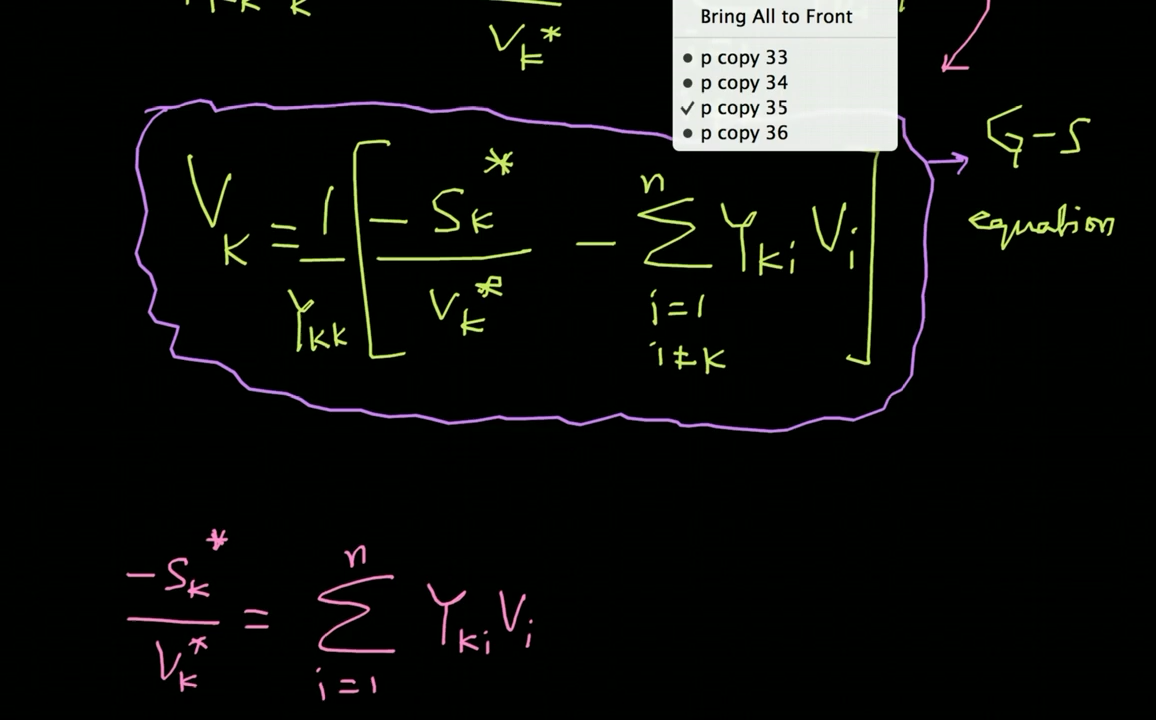 V_k^*
Bring All to Front
• p copy 33
• p copy 34
✓ p copy 35
• p copy 36
V_k = 1/Y_kk [ -S_k^*/V_k^* - Σ_{i=1, i≠k}^{n} Y_ki V_i ] → G-S
equation
-S_k^*/V_k^* = Σ_{i=1}^{n} Y_ki V_i